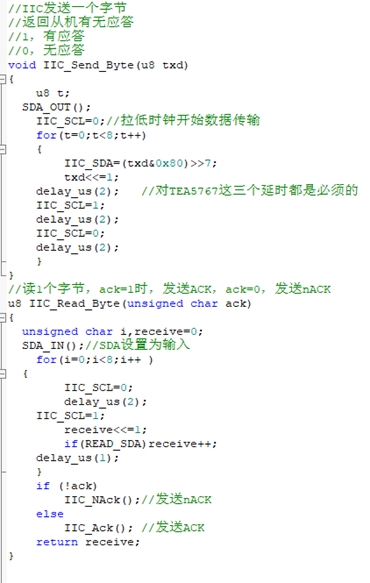 //IIC发送一个字节
//返回从机有无应答
//1，有应答
//0，无应答
void IIC_Send_Byte(u8 txd)
{
u8 t;
SDA_OUT();
IIC_SCL=0;//拉低时钟开始数据传输
for(t=0;t<8;t++)
{
IIC_SDA=(txd&0x80)>>7;
txd<<=1;
delay_us(2);   //对TEA5767这三个延时都是必须的
IIC_SCL=1;
delay_us(2);
IIC_SCL=0;
delay_us(2);
}
}
//读1个字节，ack=1时，发送ACK，ack=0，发送nACK
u8 IIC_Read_Byte(unsigned char ack)
{
unsigned char i,receive=0;
SDA_IN();//SDA设置为输入
for(i=0;i<8;i++ )
{
IIC_SCL=0;
delay_us(2);
IIC_SCL=1;
receive<<=1;
if(READ_SDA)receive++;
delay_us(1);
}
if (!ack)
IIC_NAck();//发送nACK
else
IIC_Ack(); //发送ACK
return receive;
}